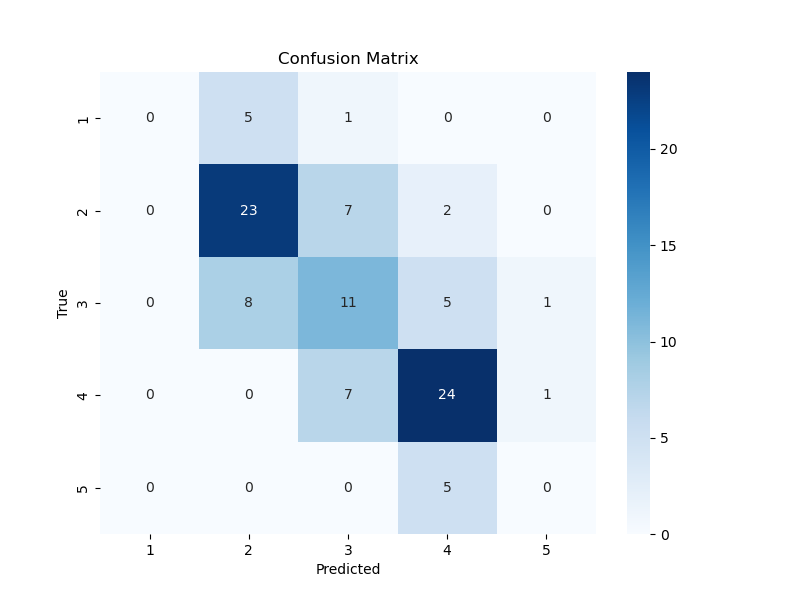 Confusion Matrix
1 0 5 1 0 0
2 0 23 7 2 0
3 0 8 11 5 1
4 0 0 7 24 1
5 0 0 0 5 0
1 2 3 4 5
Predicted
True
20
15
10
5
0